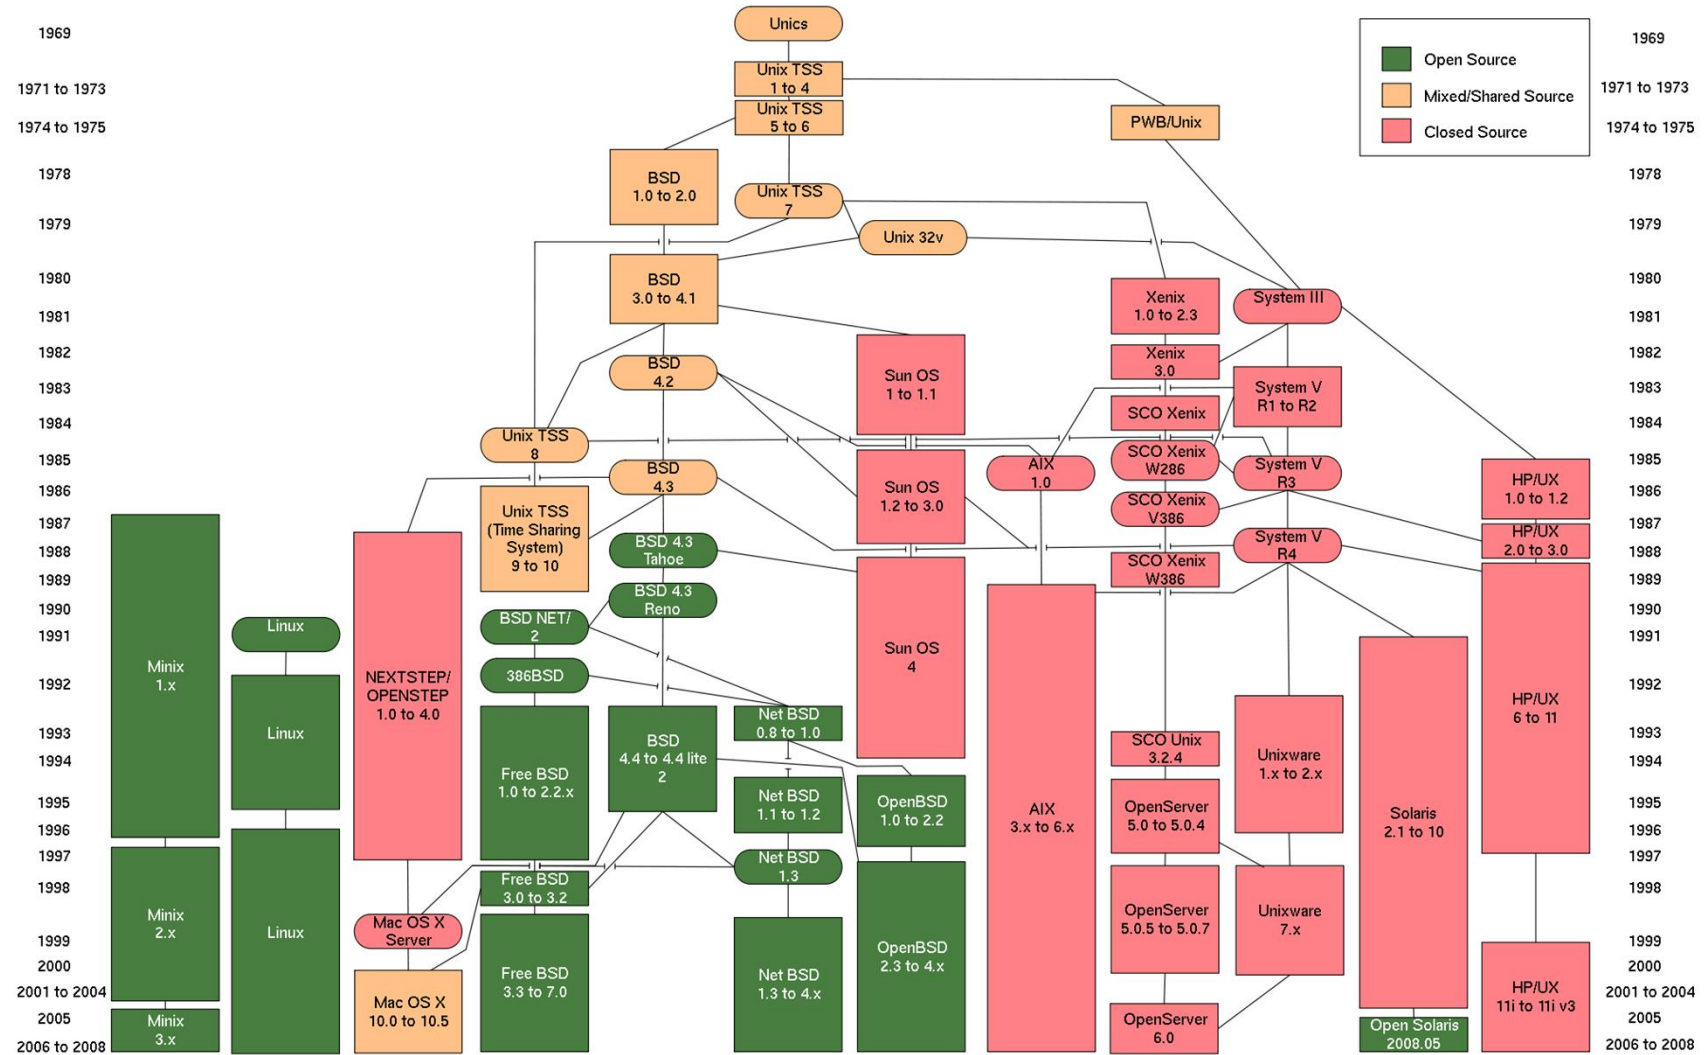 1969
1971 to 1973
1974 to 1975
1978
1979
1980
1981
1982
1983
1984
1985
1986
1987
1988
1989
1990
1991
1992
1993
1994
1995
1996
1997
1998
1999
2000
2001 to 2004
2005
2006 to 2008
Open Source
Mixed/Shared Source
Closed Source
1969
1971 to 1973
1974 to 1975
1978
1979
1980
1981
1982
1983
1984
1985
1986
1987
1988
1989
1990
1991
1992
1993
1994
1995
1996
1997
1998
1999
2000
2001 to 2004
2005
2006 to 2008
Unics
Unix TSS
1 to 4
Unix TSS
5 to 6
PWB/Unix
BSD
1.0 to 2.0
Unix TSS
7
Unix 32v
BSD
3.0 to 4.1
Xenix
1.0 to 2.3
System III
Sun OS
1 to 1.1
Xenix
3.0
BSD
4.2
System V
R1 to R2
SCO Xenix
Unix TSS
8
SCO Xenix
W286
Sun OS
1.2 to 3.0
AIX
1.0
System V
R3
BSD
4.3
HP/UX
1.0 to 1.2
Unix TSS
(Time Sharing
System)
9 to 10
SCO Xenix
V386
Minix
1.x
HP/UX
2.0 to 3.0
System V
R4
NEXTSTEP/
OPENSTEP
1.0 to 4.0
BSD 4.3
Tahoe
SCO Xenix
W386
Sun OS
4
HP/UX
6 to 11
BSD 4.3
Reno
AIX
3.x to 6.x
BSD NET/
2
Linux
Solaris
2.1 to 10
386BSD
Linux
Unixware
1.x to 2.x
Free BSD
1.0 to 2.2.x
BSD
4.4 to 4.4 lite
2
Net BSD
0.8 to 1.0
SCO Unix
3.2.4
OpenBSD
1.0 to 2.2
Net BSD
1.1 to 1.2
OpenServer
5.0 to 5.0.4
Linux
Minix
2.x
Net BSD
1.3
OpenBSD
2.3 to 4.x
OpenServer
5.0.5 to 5.0.7
Unixware
7.x
Free BSD
3.0 to 3.2
Mac OS X
Server
Free BSD
3.3 to 7.0
Net BSD
1.3 to 4.x
HP/UX
11i to 11i v3
Mac OS X
10.0 to 10.5
OpenServer
6.0
Minix
3.x
Open Solaris
2008.05